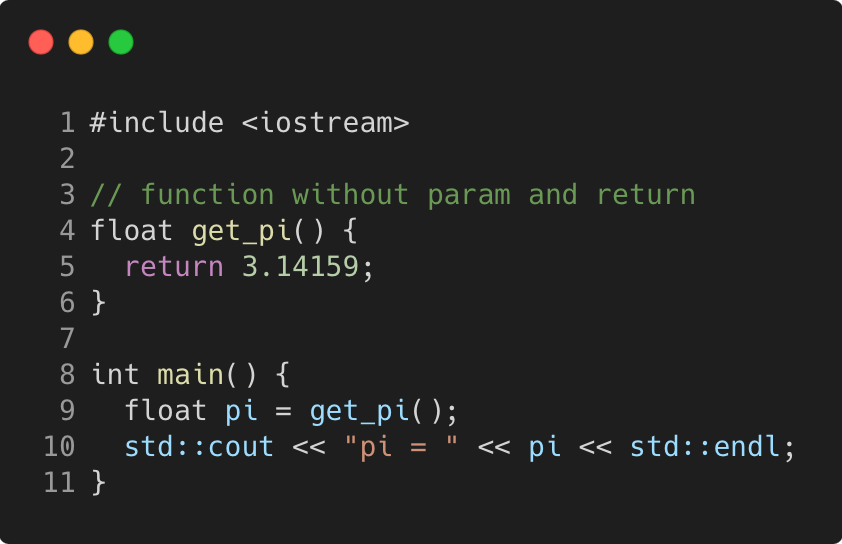 1 #include <iostream>
2
3 // function without param and return
4 float get_pi() {
5   return 3.14159;
6 }
7
8 int main() {
9   float pi = get_pi();
10   std::cout << "pi = " << pi << std::endl;
11 }